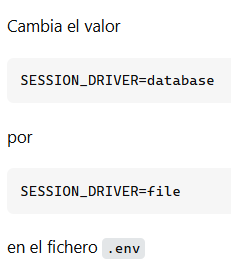 Cambia el valor
SESSION_DRIVER=database
por
SESSION_DRIVER=file
en el fichero .env